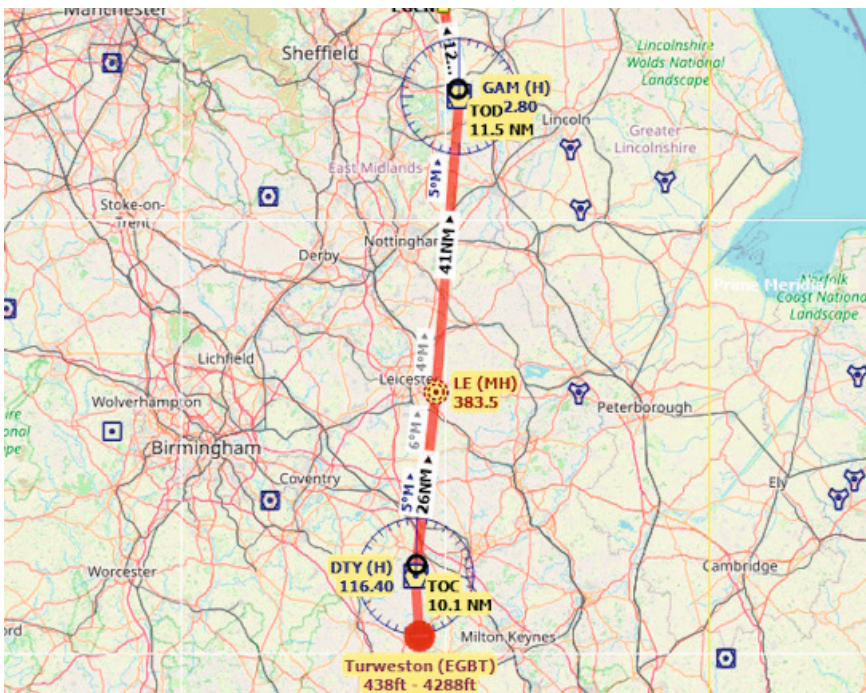 Manchester
Sheffield
Lincolnshire
Wolds National
Landscape
12...
GAM (H)
TOD 2.80
11.5 NM
Lincoln
Greater
Lincolnshire
East Midlands
5°M
Stoke-on-
Trent
41NM
Nottingham
Derby
Prime Meridian
Norfolk
Coast National
Landscape
4°M
Lichfield
Leicester
LE (MH)
383.5
Wolverhampton
Peterborough
6°M
Birmingham
Coventry
5°M
26NM
Ely
DTY (H)
116.40
TOC
10.1 NM
Worcester
Cambridge
Milton Keynes
Turweston (EGBT)
438ft - 4288ft